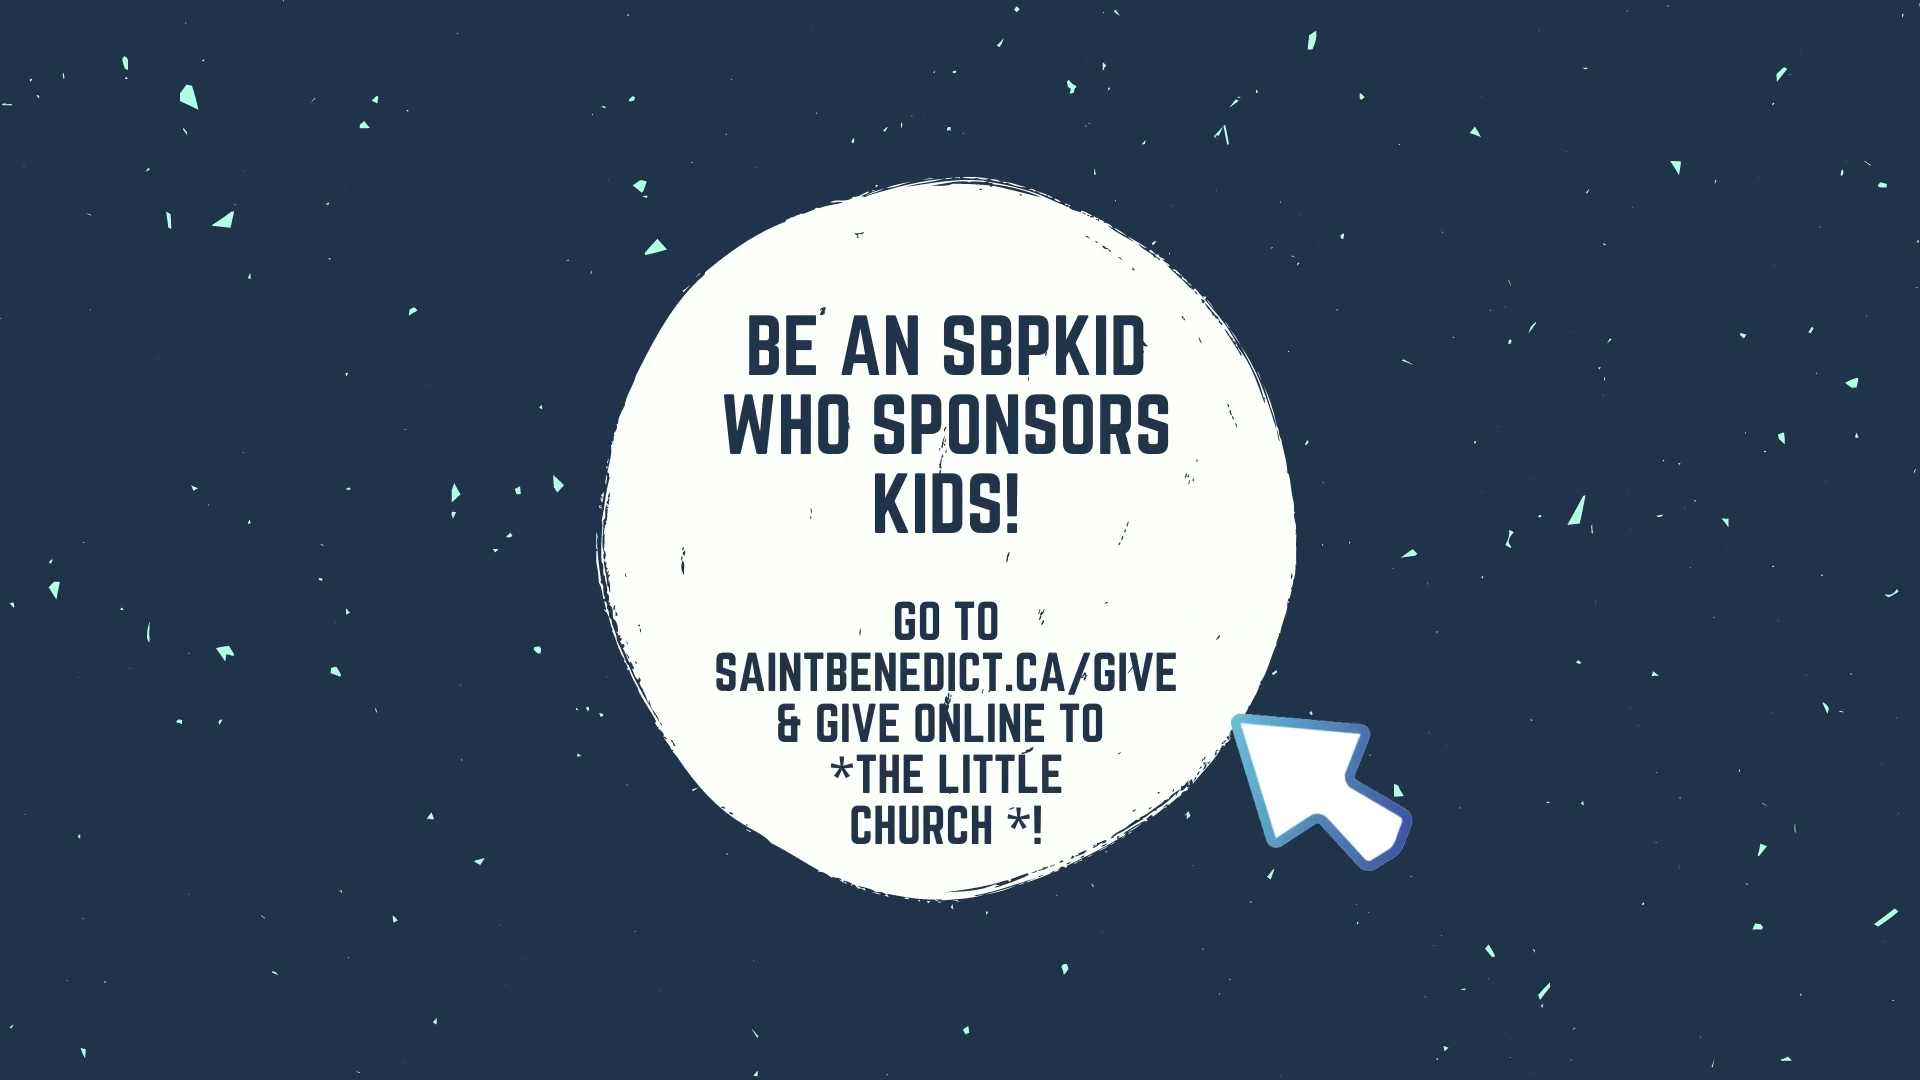 BE AN SBPKID
WHO SPONSORS
KIDS!
GO TO
SAINTBENEDICT.CA/GIVE
& GIVE ONLINE TO
*THE LITTLE
CHURCH *!